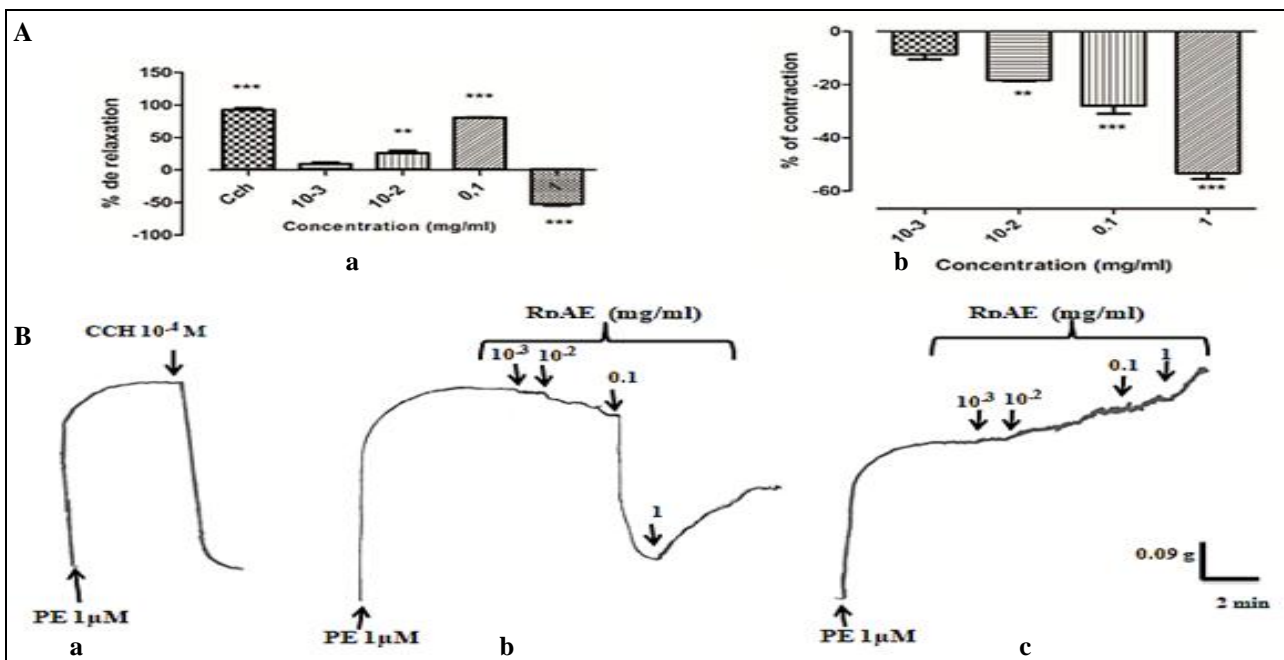 A
150
100
50
0
-50
-100
% de relaxation
***
**
***
***
Cch
10-3
10-2
0,1
1
Concentration (mg/ml)
a
0
-20
-40
-60
% of contraction
**
***
***
10-3
10-2
0.1
1
Concentration (mg/ml)
b
B
CCH 10⁻⁴ M
PE 1µM
a
RDAE (mg/ml)
10⁻³
10⁻²
0.1
1
PE 1µM
b
RDAE (mg/ml)
10⁻³
10⁻²
0.1
1
PE 1µM
c
0.09 g
2 min